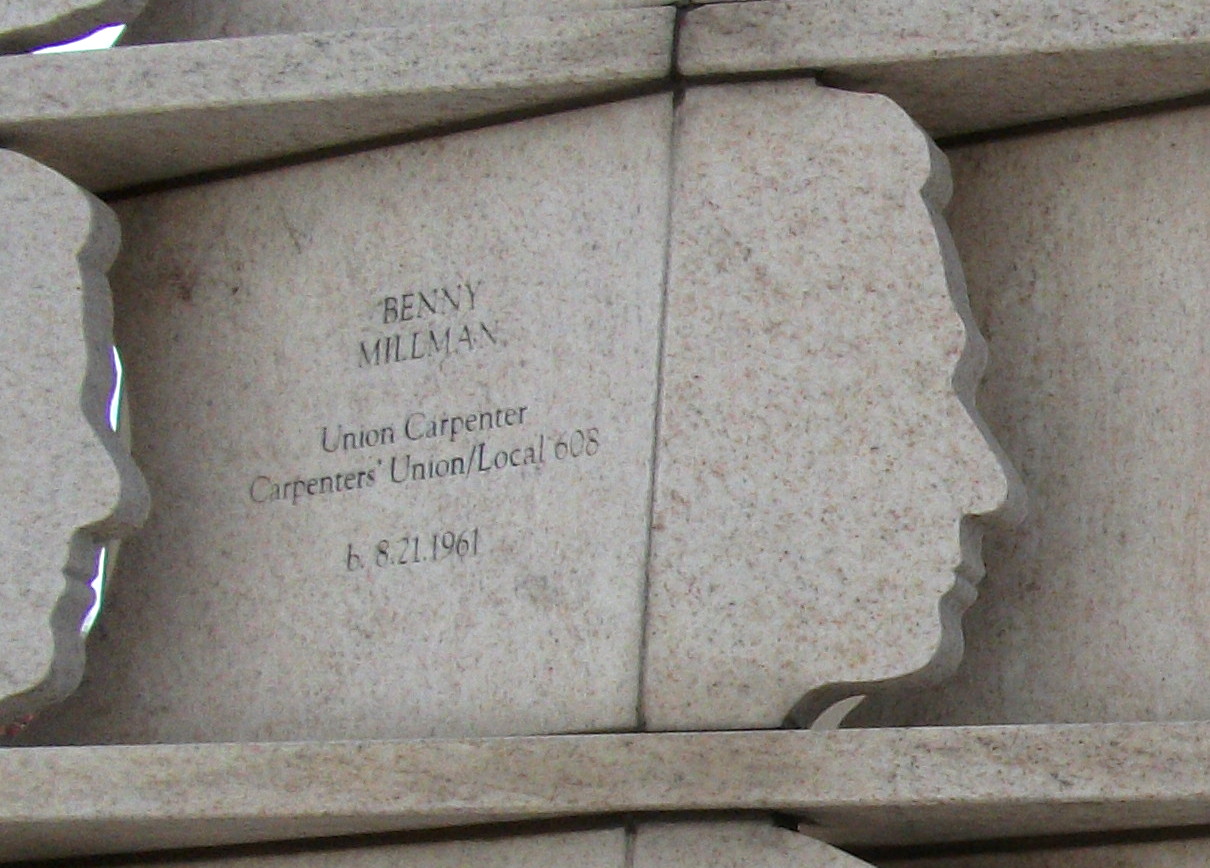 BENNY
MILLMAN
Union Carpenter
Carpenters' Union/Local 608
b. 8.21.1961